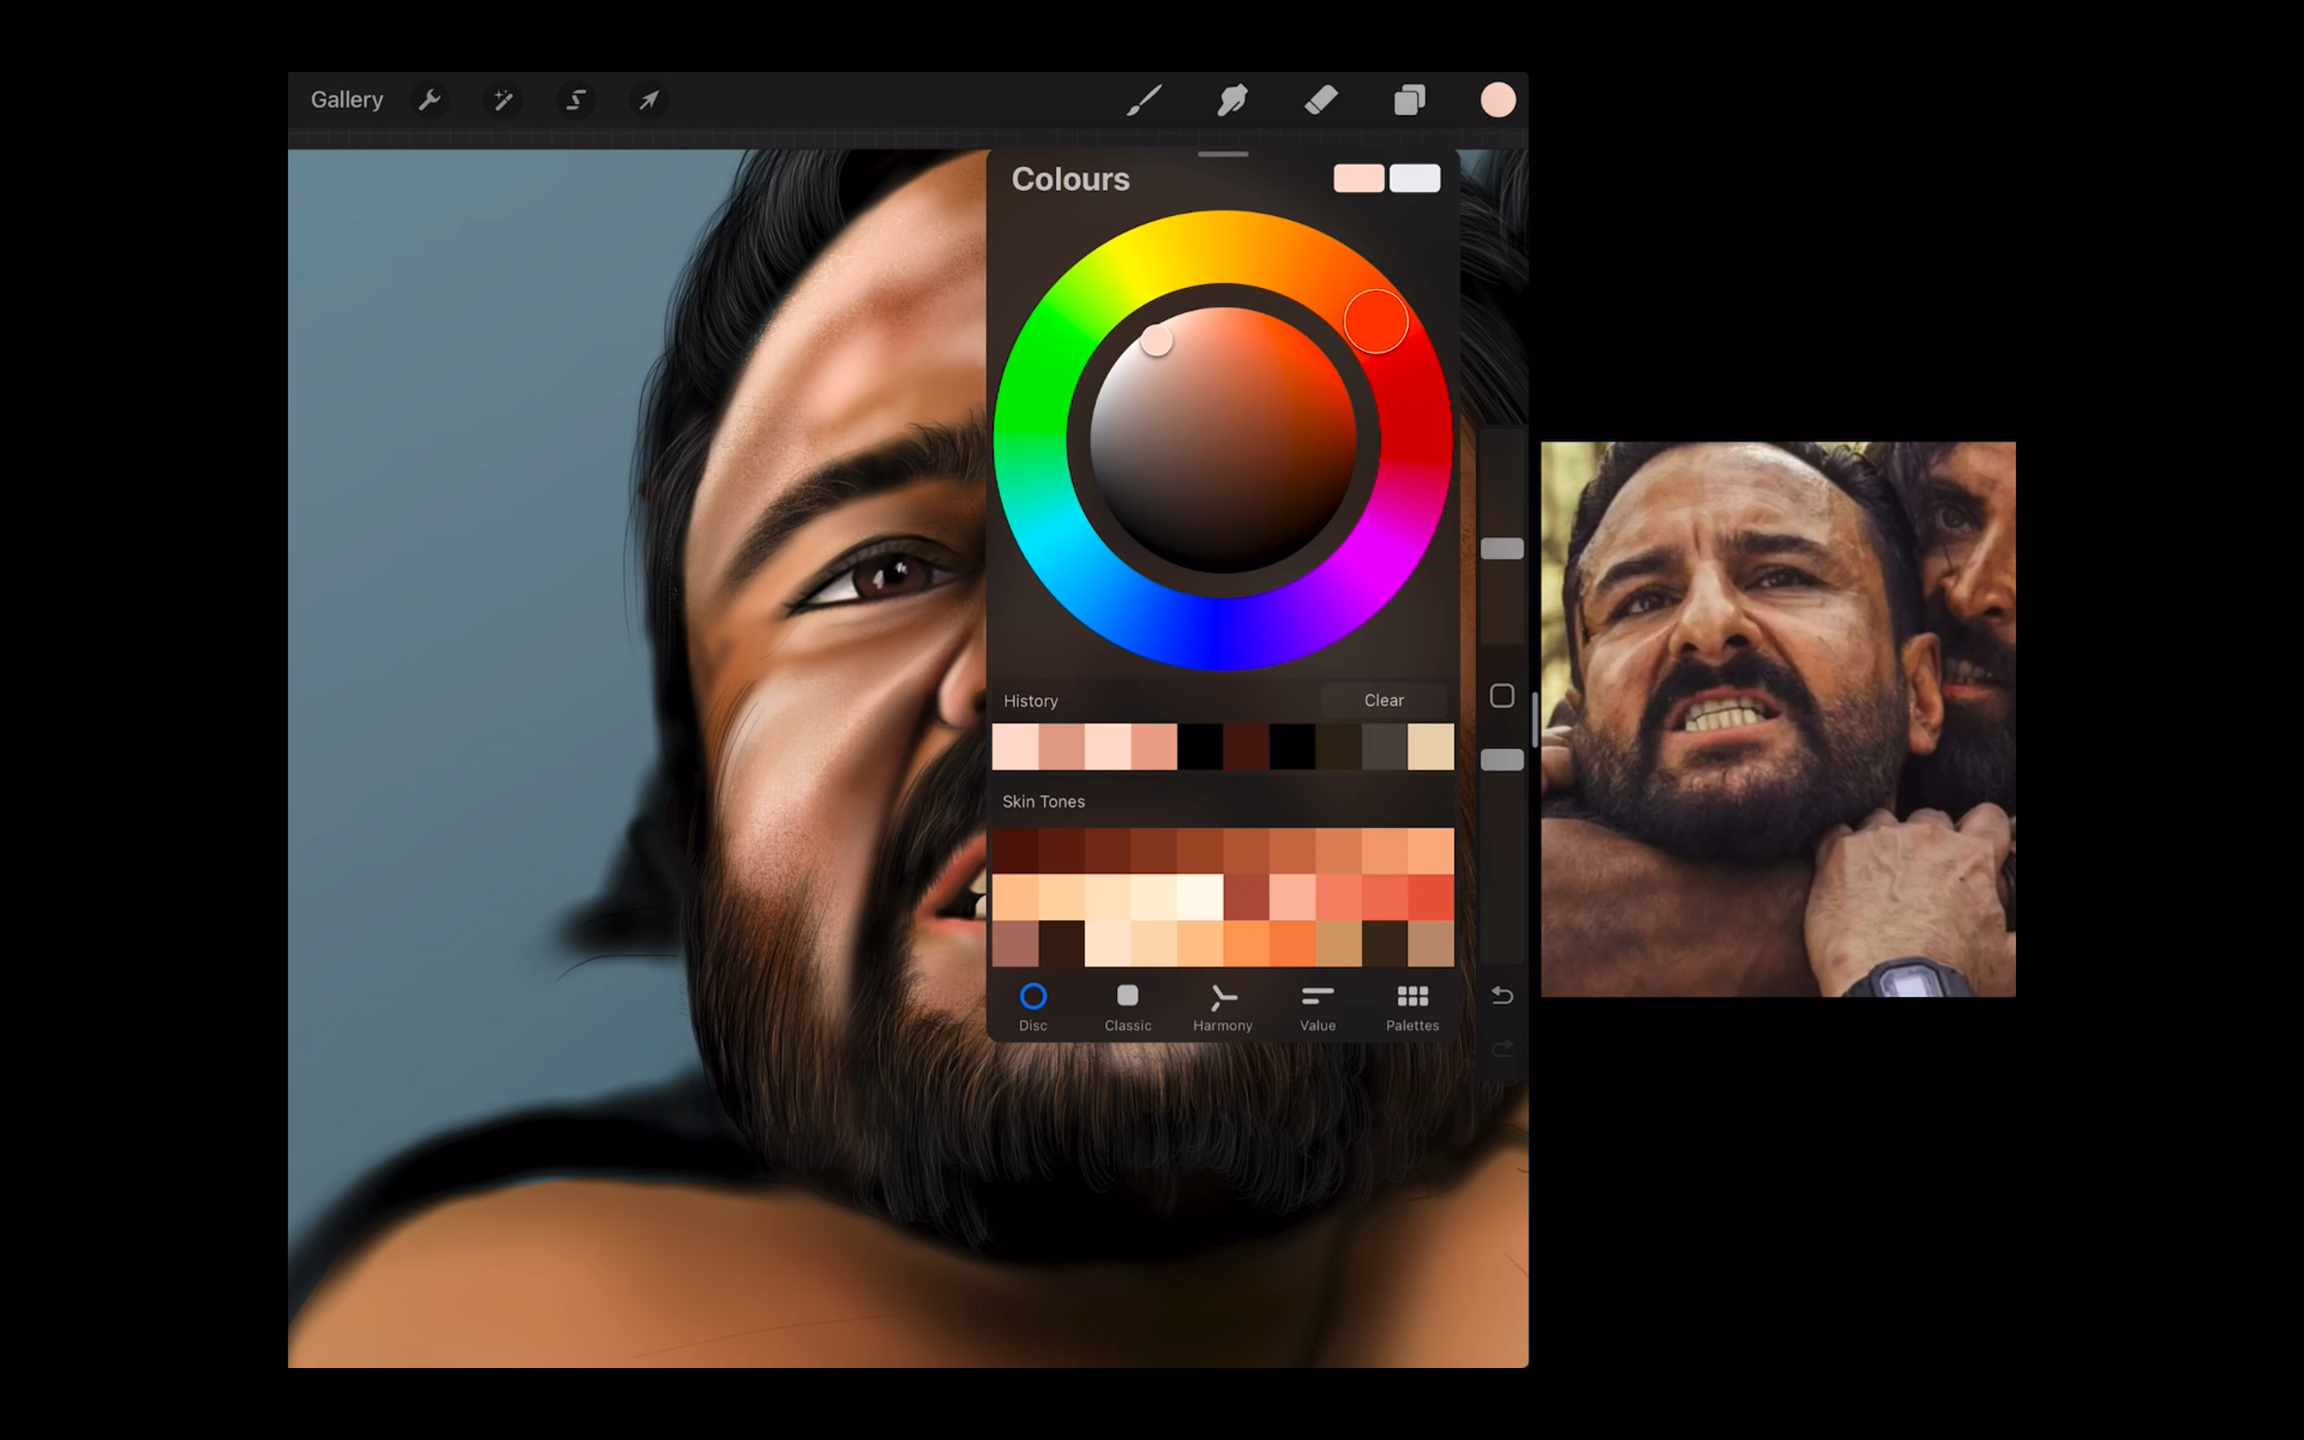 Gallery
Colours
History
Clear
Skin Tones
Disc
Classic
Harmony
Value
Palettes